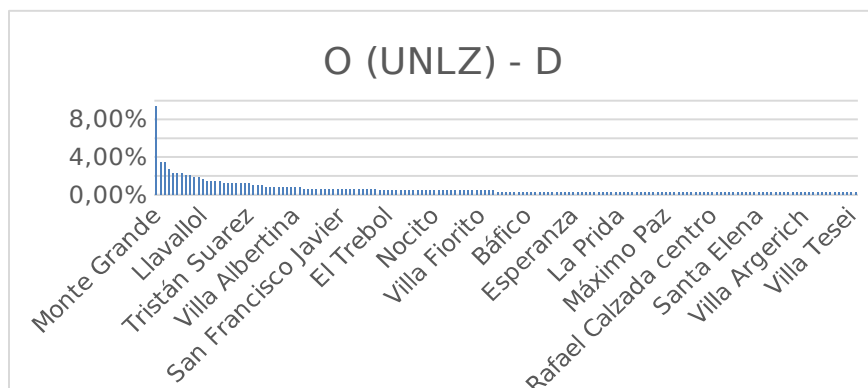 O (UNLZ) - D
8,00%
4,00%
0,00%
Monte Grande
Llavallol
Tristán Suarez
Villa Albertina
San Francisco Javier
El Trebol
Nocito
Villa Fiorito
Báfico
Esperanza
La Prida
Máximo Paz
Rafael Calzada centro
Santa Elena
Villa Argerich
Villa Tesei